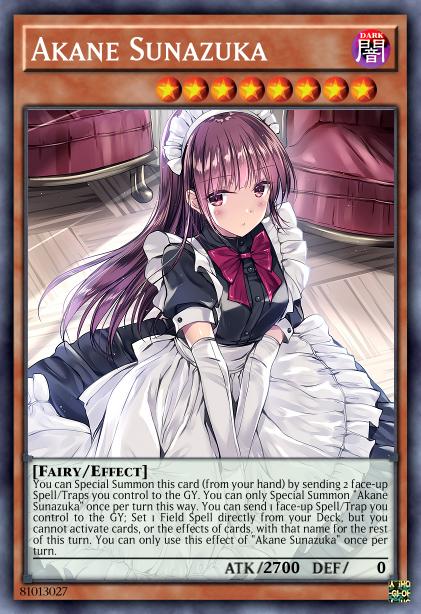 Akane Sunazuka
DARK
闇
[Fairy/Effect]
You can Special Summon this card (from your hand) by sending 2 face-up
Spell/Traps you control to the GY. You can only Special Summon "Akane
Sunazuka" once per turn this way. You can send 1 face-up Spell/Trap you
control to the GY; Set 1 Field Spell directly from your Deck, but you
cannot activate cards, or the effects of cards, with that name for the rest
of this turn. You can only use this effect of "Akane Sunazuka" once per
turn.
ATK/2700 DEF/ 0
81013027